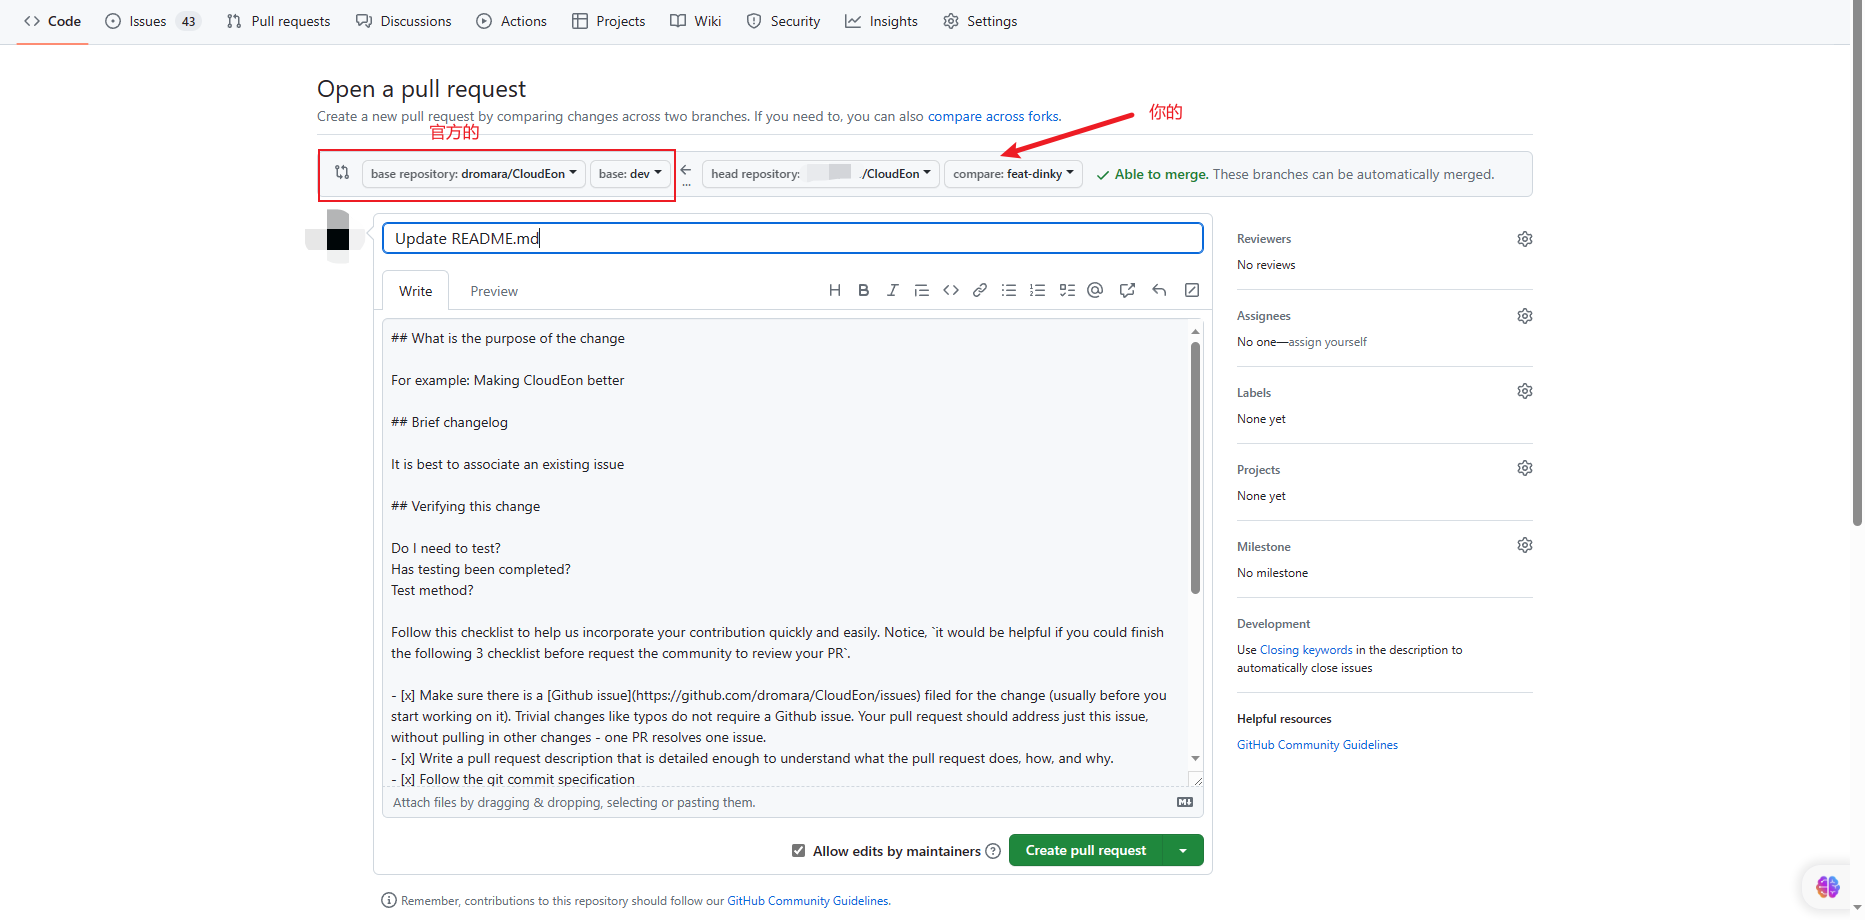 Code Issues 43 Pull requests Discussions Actions Projects Wiki Security Insights Settings
Open a pull request
Create a new pull request by comparing changes across two branches. If you need to, you can also compare across forks.
官方的
你的
base repository: dromara/CloudEon base: dev head repository: /CloudEon compare: feat-dinky Able to merge. These branches can be automatically merged.
Update README.md
Write Preview
## What is the purpose of the change
For example: Making CloudEon better
## Brief changelog
It is best to associate an existing issue
## Verifying this change
Do I need to test?
Has testing been completed?
Test method?
Follow this checklist to help us incorporate your contribution quickly and easily. Notice, `it would be helpful if you could finish
the following 3 checklist before request the community to review your PR`.
- [x] Make sure there is a [Github issue](https://github.com/dromara/CloudEon/issues) filed for the change (usually before you
start working on it). Trivial changes like typos do not require a Github issue. Your pull request should address just this issue,
without pulling in other changes - one PR resolves one issue.
- [x] Write a pull request description that is detailed enough to understand what the pull request does, how, and why.
- [x] Follow the git commit specification
Attach files by dragging & dropping, selecting or pasting them.
Allow edits by maintainers
Create pull request
Remember, contributions to this repository should follow our GitHub Community Guidelines.
Reviewers
No reviews
Assignees
No one—assign yourself
Labels
None yet
Projects
None yet
Milestone
No milestone
Development
Use Closing keywords in the description to
automatically close issues
Helpful resources
GitHub Community Guidelines